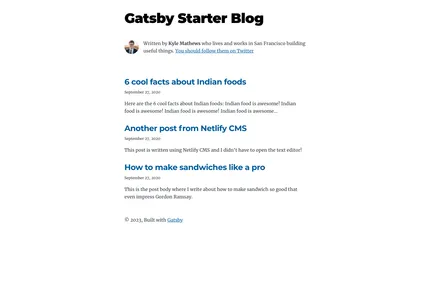 Gatsby Starter Blog
Written by Kyle Mathews who lives and works in San Francisco building
useful things. You should follow them on Twitter
6 cool facts about Indian foods
September 27, 2020
Here are the 6 cool facts about Indian foods: Indian food is awesome! Indian
food is awesome! Indian food is awesome! Indian food is awesome…
Another post from Netlify CMS
September 27, 2020
This post is written using Netlify CMS and I didn't have to open the text editor!
How to make sandwiches like a pro
September 27, 2020
This is the post body where I write about how to make sandwich so good that
even impress Gordon Ramsay.
© 2023, Built with Gatsby